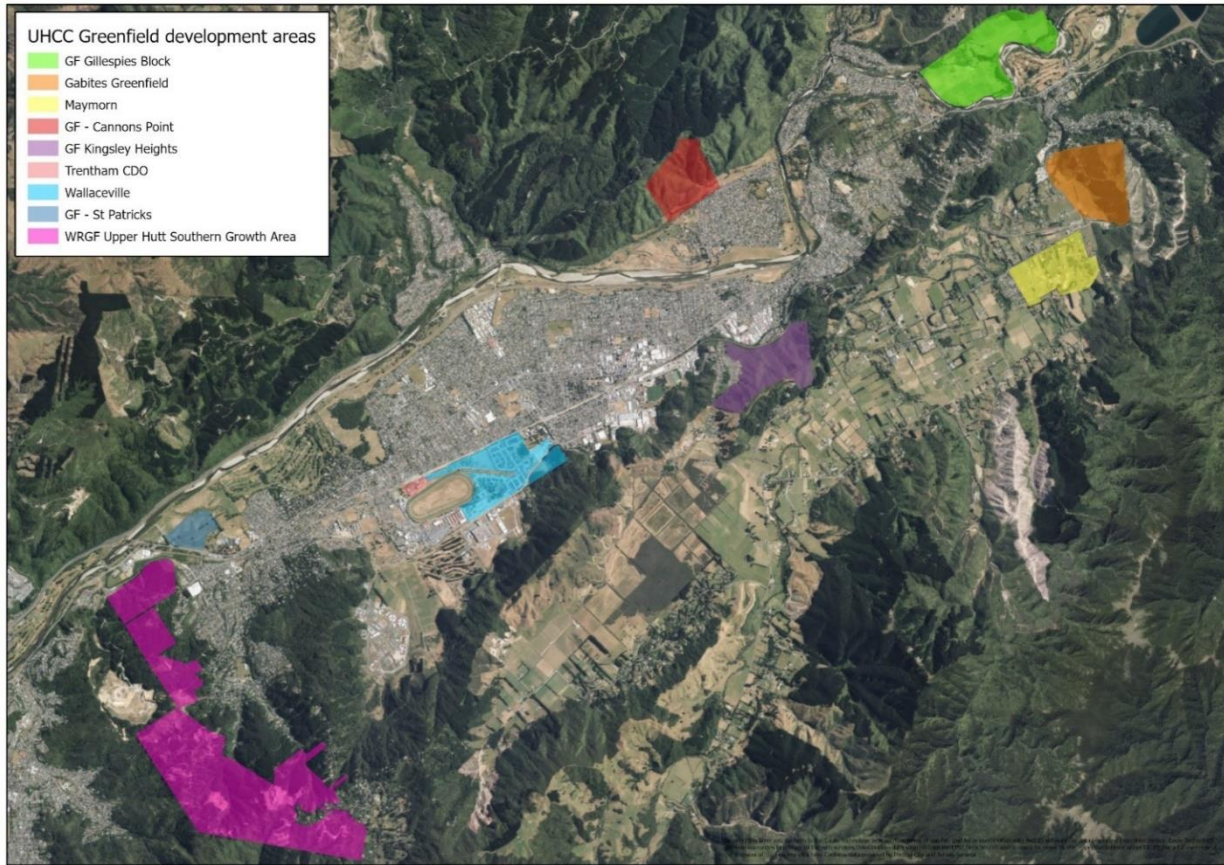 UHCC Greenfield development areas
GF Gillespies Block
Gabites Greenfield
Maymorn
GF - Cannons Point
GF Kingsley Heights
Trentham CDO
Wallaceville
GF - St Patricks
WRGF Upper Hutt Southern Growth Area